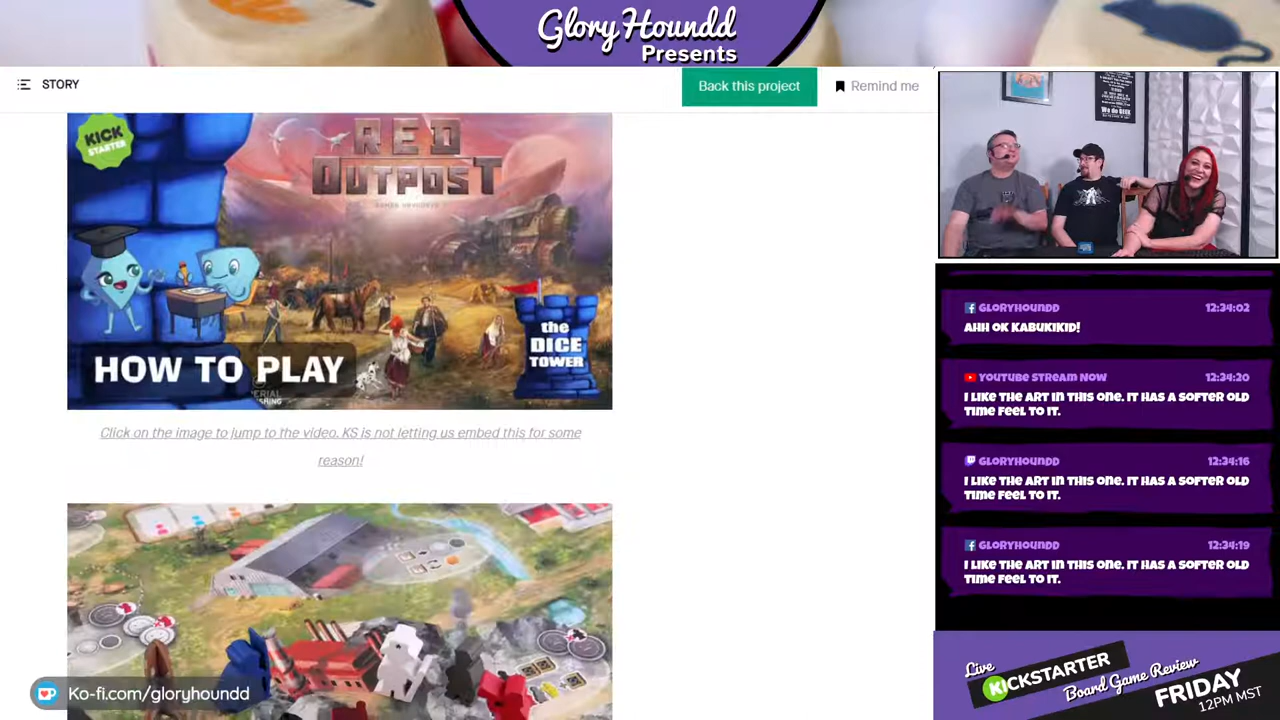 GloryHoundd
Presents
STORY
Back this project
Remind me
KICK
STARTER
RED
OUTPOST
the
DICE
TOWER
HOW TO PLAY
Click on the image to jump to the video. KS is not letting us embed this for some
reason!
Ko-fi.com/gloryhoundd
We do GEEK
GLORYHOUNDD 12:34:02
AHH OK KABUKIKID!
YOUTUBE STREAM NOW 12:34:20
I LIKE THE ART IN THIS ONE. IT HAS A SOFTER OLD
TIME FEEL TO IT.
GLORYHOUNDD 12:34:16
I LIKE THE ART IN THIS ONE. IT HAS A SOFTER OLD
TIME FEEL TO IT.
GLORYHOUNDD 12:34:19
I LIKE THE ART IN THIS ONE. IT HAS A SOFTER OLD
TIME FEEL TO IT.
Live
KICKSTARTER
Board Game Review
FRIDAY
12PM MST